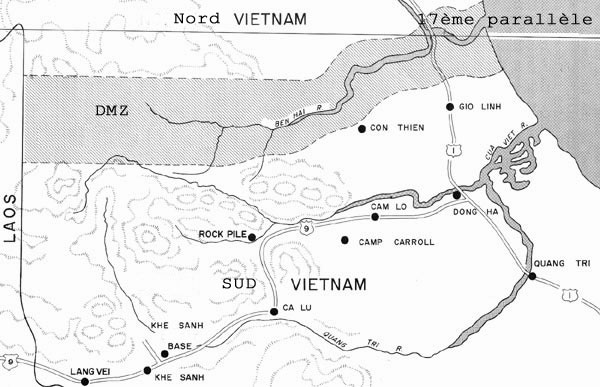 Nord VIETNAM
17ème parallèle
DMZ
BEN HAI R.
GIO LINH
CON THIEN
1
CUA VIET R.
LAOS
CAM LO
DONG HA
ROCK PILE
9
CAMP CARROLL
SUD VIETNAM
QUANG TRI
1
CA LU
KHE SANH
BASE
QUANG TRI R.
9
LANG VEI
KHE SANH